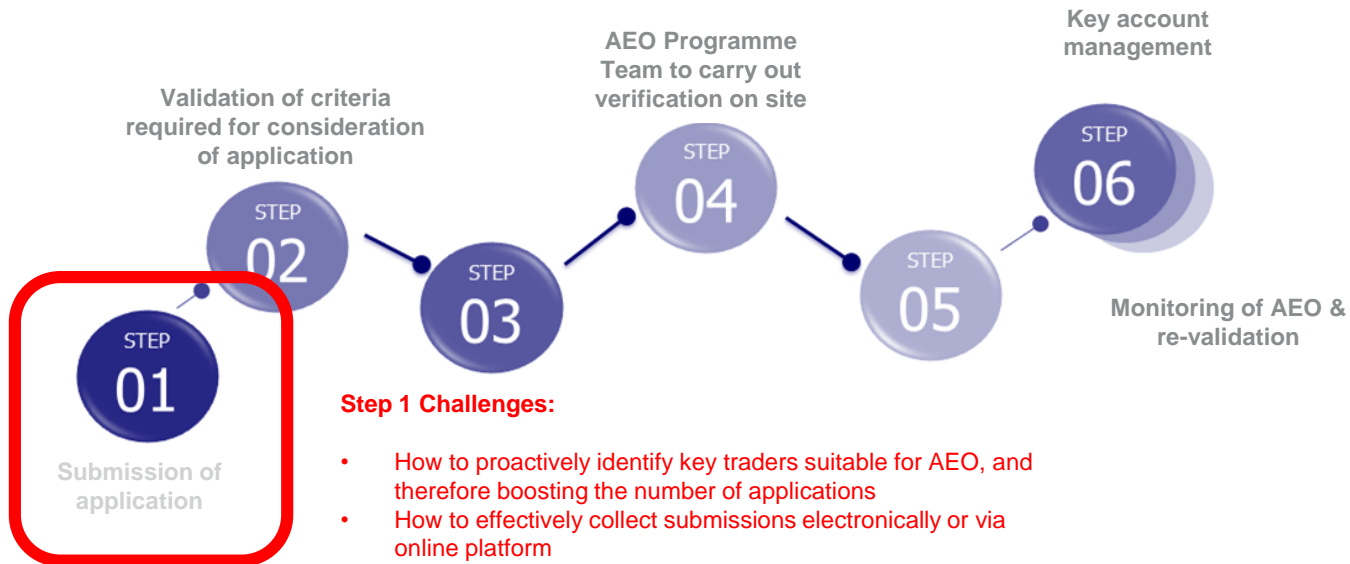 Key account
management
AEO Programme
Team to carry out
verification on site
Validation of criteria
required for consideration
of application
STEP
06
STEP
04
STEP
02
STEP
03
STEP
05
Monitoring of AEO &
re-validation
STEP
01
Submission of
application
Step 1 Challenges:
• How to proactively identify key traders suitable for AEO, and
therefore boosting the number of applications
• How to effectively collect submissions electronically or via
online platform